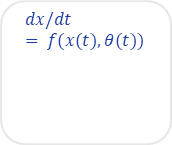 dx/dt
= f(x(t), θ(t))